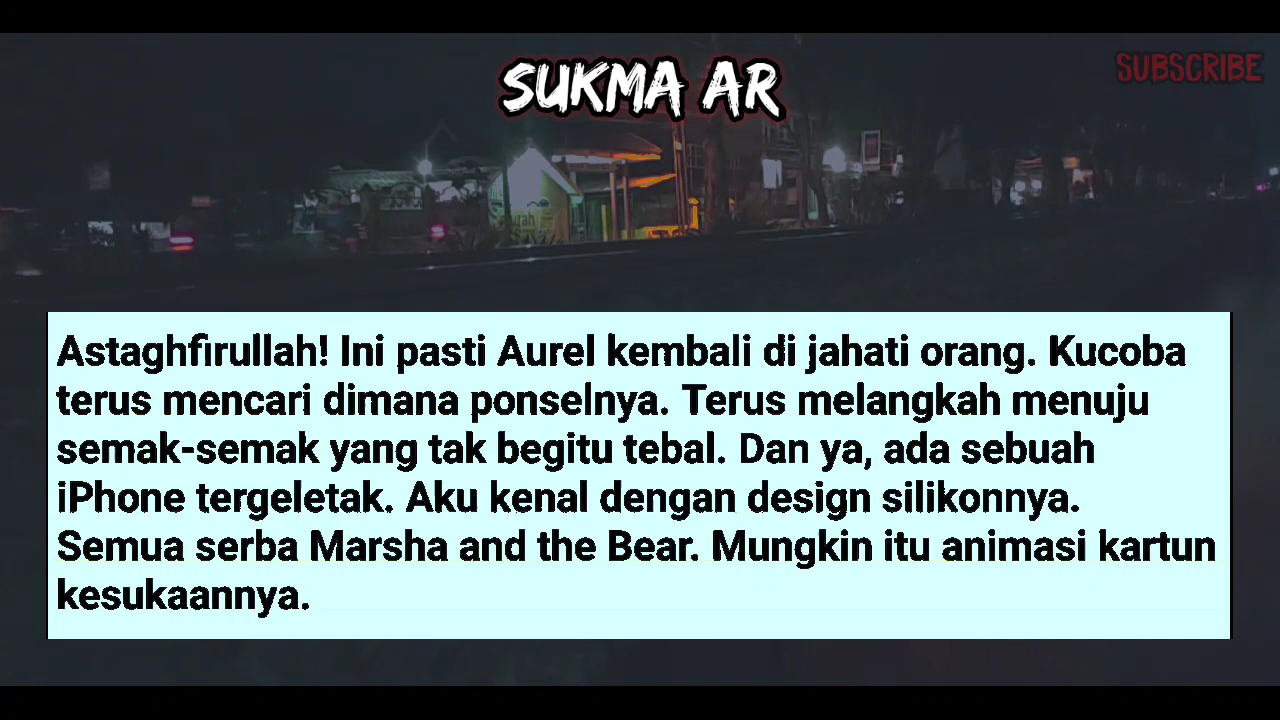 SUKMA AR
SUBSCRIBE
Astaghfirullah! Ini pasti Aurel kembali di jahati orang. Kucoba
terus mencari dimana ponselnya. Terus melangkah menuju
semak-semak yang tak begitu tebal. Dan ya, ada sebuah
iPhone tergeletak. Aku kenal dengan design silikonnya.
Semua serba Marsha and the Bear. Mungkin itu animasi kartun
kesukaannya.